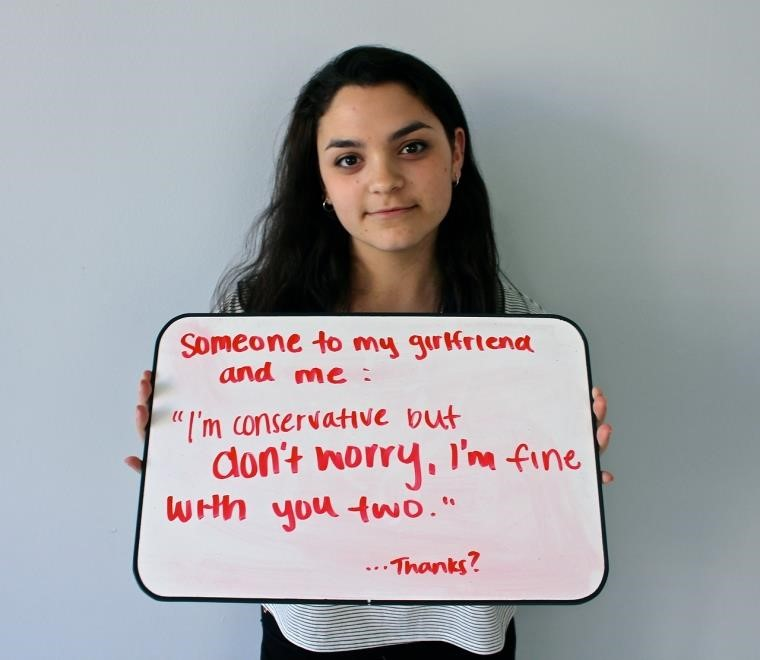 Someone to my girlfriend
and me :
"I'm conservative but
don't worry, I'm fine
with you two."
...Thanks?